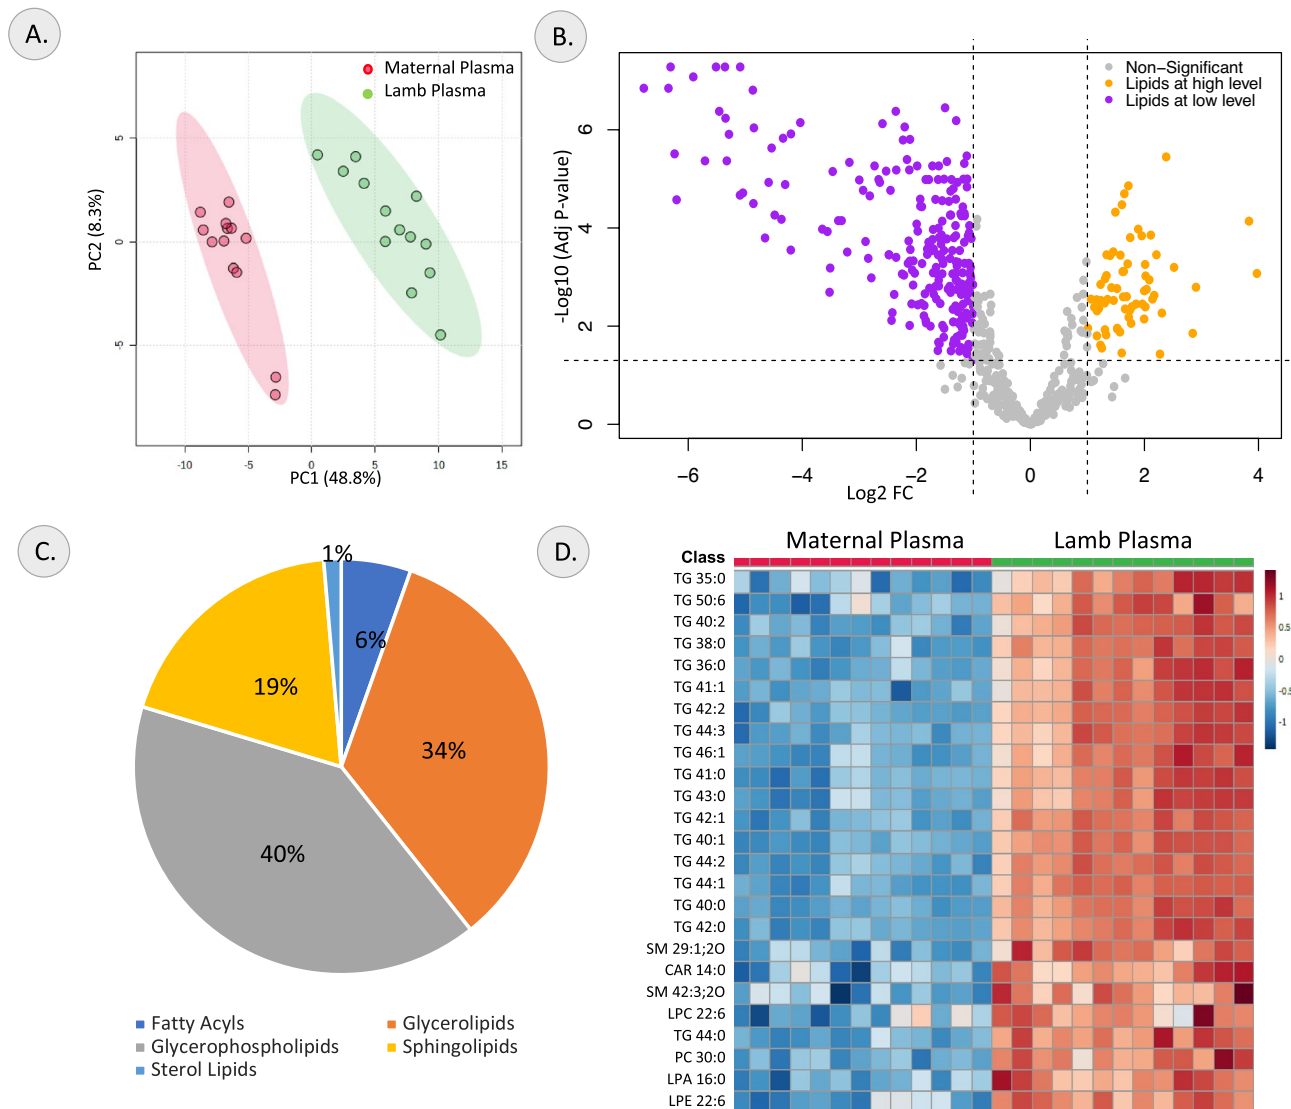 A.
Maternal Plasma
Lamb Plasma
PC2 (8.3%)
5
0
-5
-10
-5
0
5
10
15
PC1 (48.8%)
B.
Non−Significant
Lipids at high level
Lipids at low level
-Log10 (Adj P-value)
6
4
2
0
−6
−4
−2
0
2
4
Log2 FC
C.
1%
6%
19%
34%
40%
Fatty Acyls
Glycerolipids
Glycerophospholipids
Sphingolipids
Sterol Lipids
D.
Maternal Plasma
Lamb Plasma
Class
TG 35:0
TG 50:6
TG 40:2
TG 38:0
TG 36:0
TG 41:1
TG 42:2
TG 44:3
TG 46:1
TG 41:0
TG 43:0
TG 42:1
TG 40:1
TG 44:2
TG 44:1
TG 40:0
TG 42:0
SM 29:1;2O
CAR 14:0
SM 42:3;2O
LPC 22:6
TG 44:0
PC 30:0
LPA 16:0
LPE 22:6
1
0.5
0
-0.5
-1